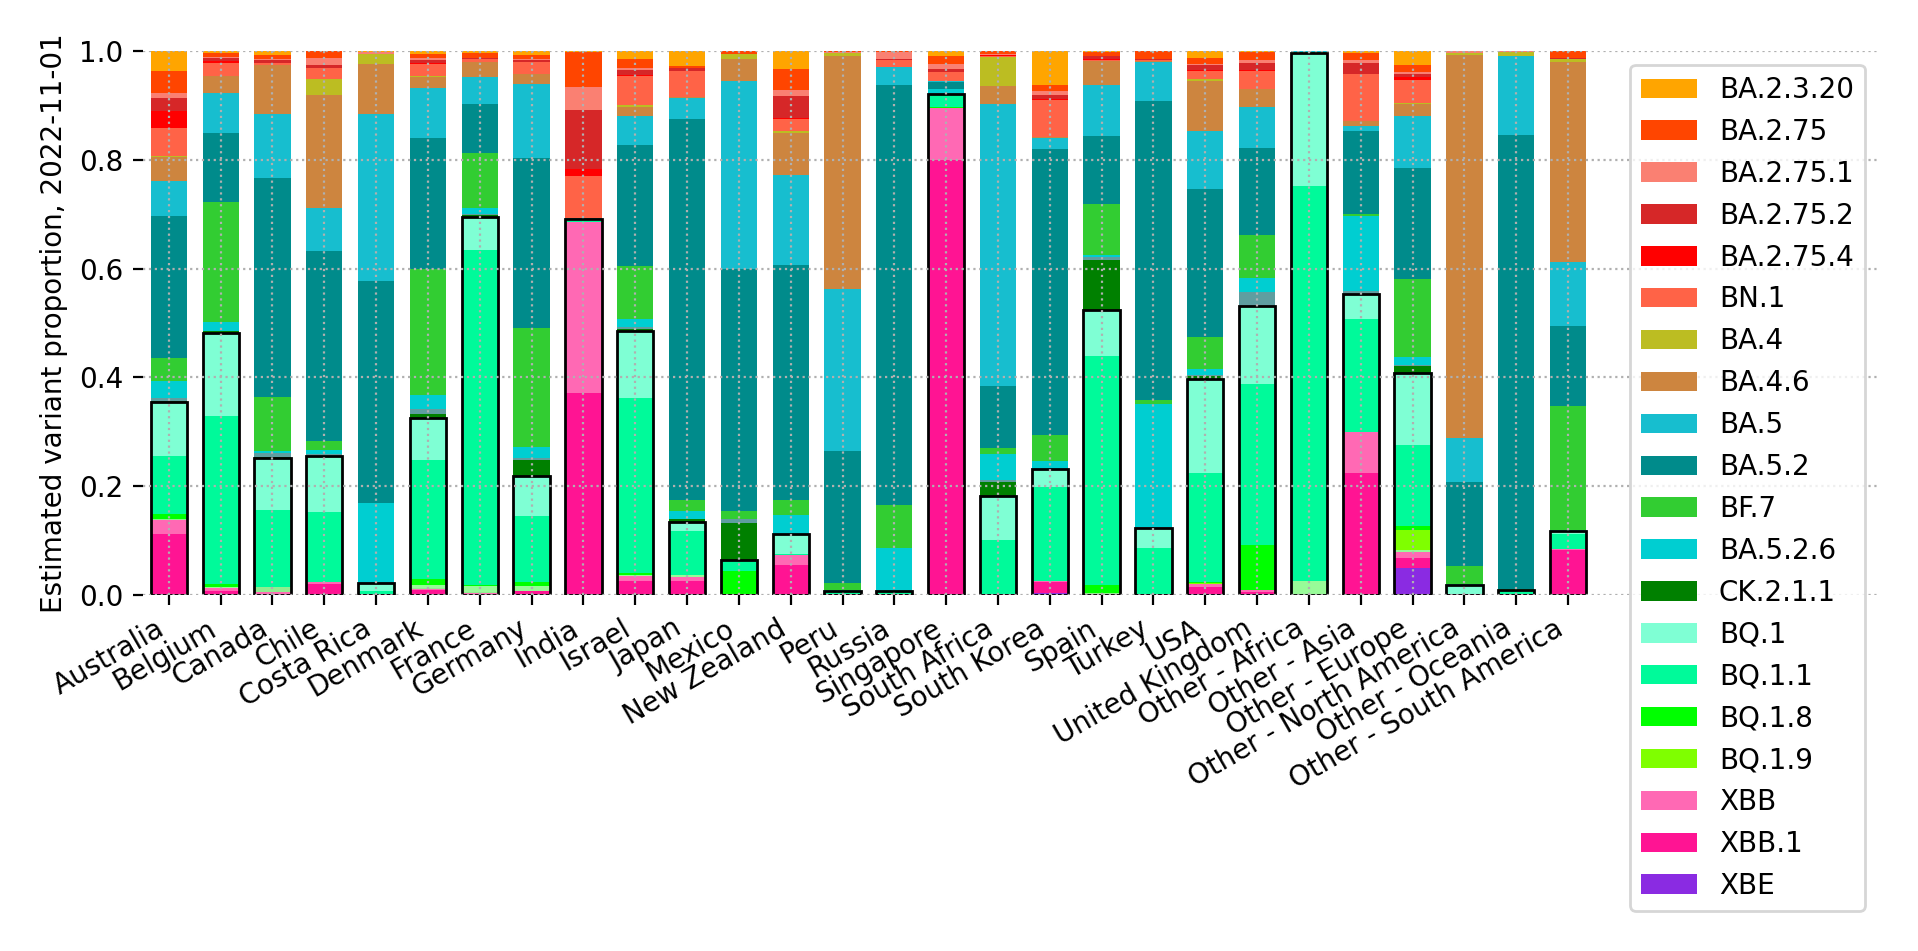 Estimated variant proportion, 2022-11-01
1.0
0.8
0.6
0.4
0.2
0.0
Australia
Belgium
Canada
Chile
Costa Rica
Denmark
France
Germany
India
Israel
Japan
Mexico
New Zealand
Peru
Russia
Singapore
South Africa
South Korea
Spain
Turkey
USA
United Kingdom
Other - Africa
Other - Asia
Other - Europe
Other - North America
Other - Oceania
Other - South America
BA.2.3.20
BA.2.75
BA.2.75.1
BA.2.75.2
BA.2.75.4
BN.1
BA.4
BA.4.6
BA.5
BA.5.2
BF.7
BA.5.2.6
CK.2.1.1
BQ.1
BQ.1.1
BQ.1.8
BQ.1.9
XBB
XBB.1
XBE